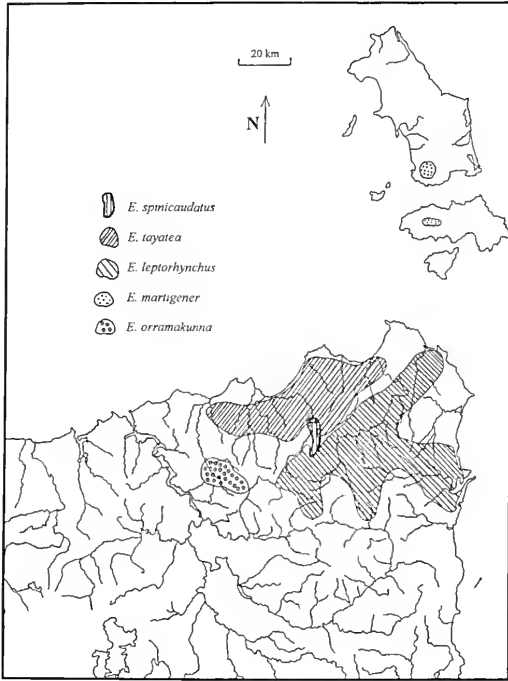 20 km
N
E. spinicaudatus
E. tayatea
E. leptorhynchus
E. martigener
E. orramakunna